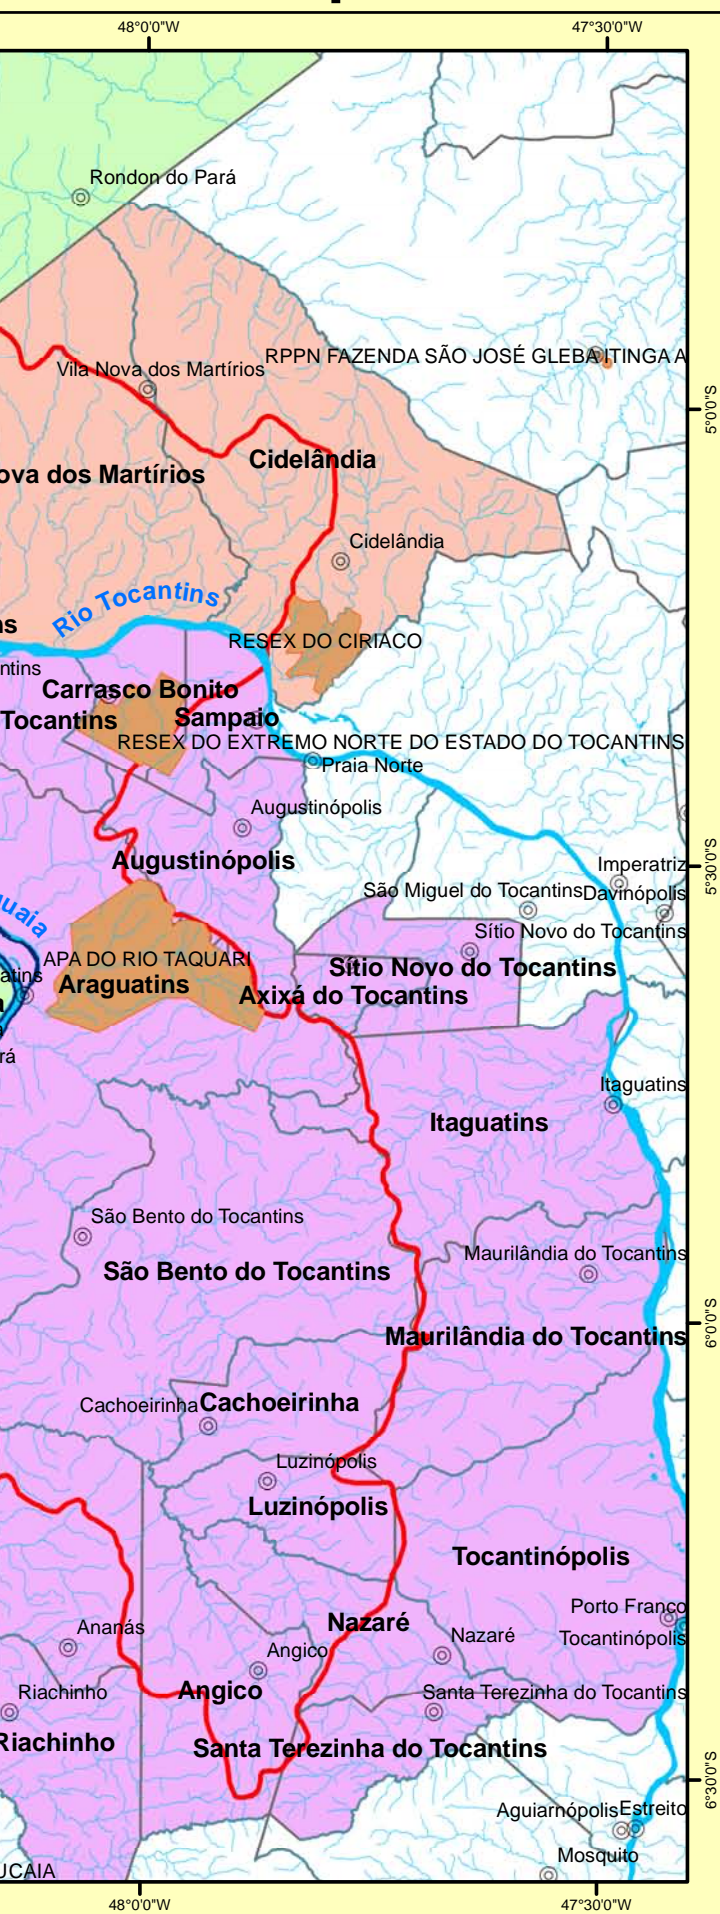 48°0'0"W
47°30'0"W
Rondon do Pará
RPPN FAZENDA SÃO JOSÉ GLEBA ITINGA A
Vila Nova dos Martírios
5°0'0"S
Cidelândia
ova dos Martírios
Cidelândia
Rio Tocantins
ns
RESEX DO CIRIACO
ntins
Carrasco Bonito
Tocantins
Sampaio
RESEX DO EXTREMO NORTE DO ESTADO DO TOCANTINS
Praia Norte
Augustinópolis
Augustinópolis
Imperatriz
5°30'0"S
São Miguel do Tocantins
Davinópolis
uaia
Sítio Novo do Tocantins
APA DO RIO TAQUARI
Sítio Novo do Tocantins
atins
Araguatins
Axixá do Tocantins
a
rá
Itaguatins
Itaguatins
São Bento do Tocantins
Maurilândia do Tocantins
São Bento do Tocantins
6°0'0"S
Maurilândia do Tocantins
Cachoeirinha
Cachoeirinha
Luzinópolis
Luzinópolis
Tocantinópolis
Porto Franco
Nazaré
Ananás
Nazaré
Tocantinópolis
Angico
Riachinho
Angico
Santa Terezinha do Tocantins
Riachinho
Santa Terezinha do Tocantins
6°30'0"S
Aguiarnópolis
Estreito
Mosquito
UCAIA
48°0'0"W
47°30'0"W